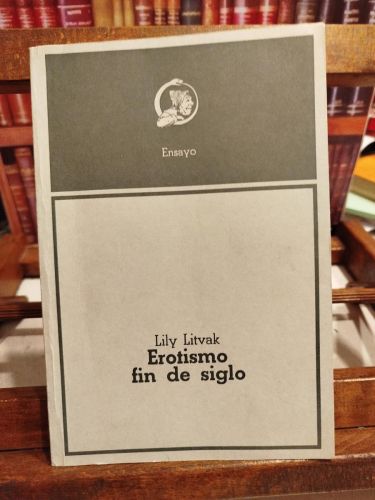 Ensayo
Lily Litvak
Erotismo
fin de siglo